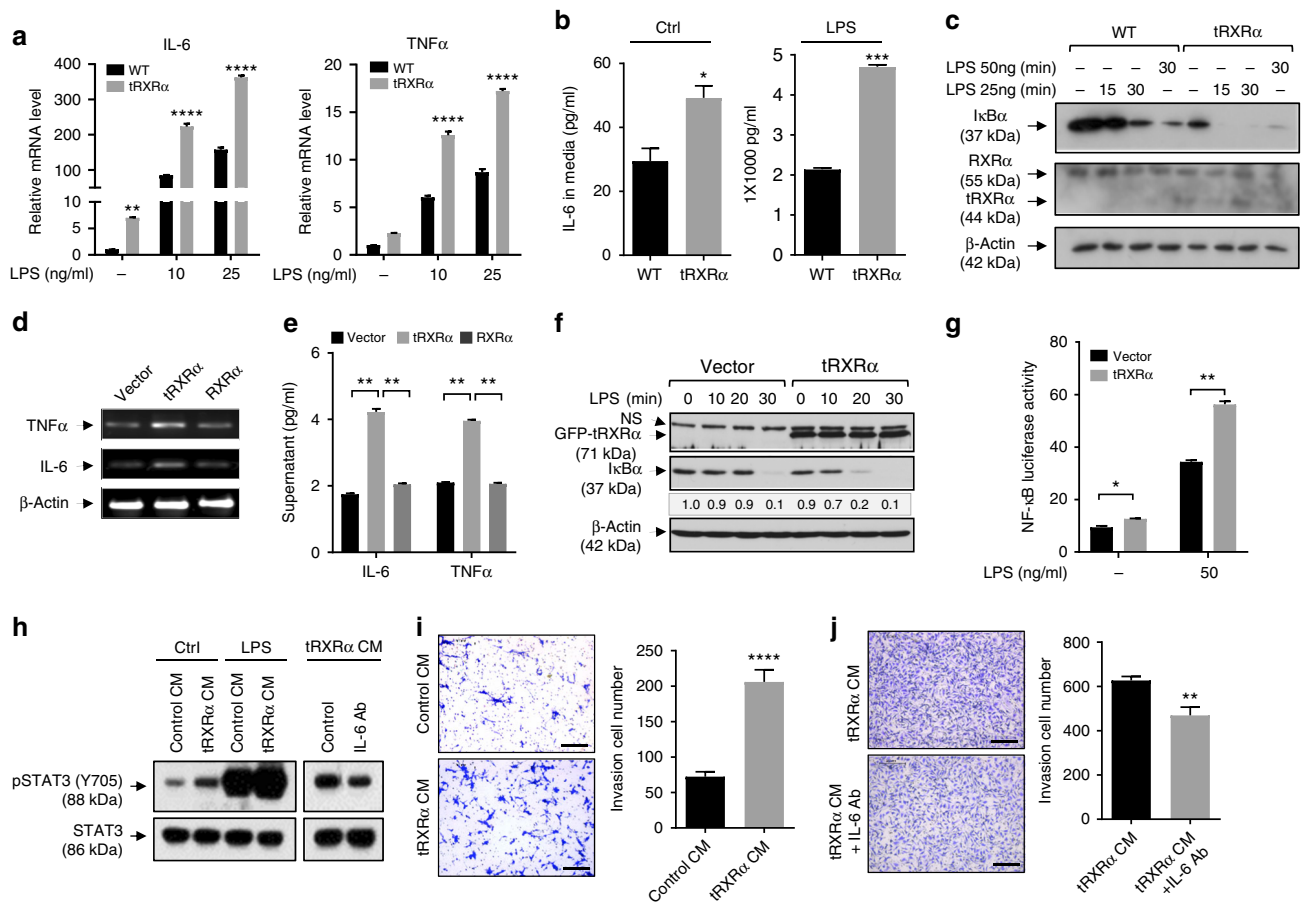 a
IL-6
WT
tRXRα
Relative mRNA level
400
300
200
100
10
5
0
**
****
****
LPS (ng/ml)
–
10
25
TNFα
WT
tRXRα
Relative mRNA level
20
15
10
5
0
****
****
–
10
25
b
Ctrl
IL-6 in media (pg/ml)
60
40
20
0
*
WT
tRXRα
LPS
1X1000 pg/ml
5
4
3
2
1
0
***
WT
tRXRα
c
WT
tRXRα
LPS 50ng (min)
– – – 30 – – – 30
LPS 25ng (min)
– 15 30 – – 15 30 –
IκBα
(37 kDa)
RXRα
(55 kDa)
tRXRα
(44 kDa)
β-Actin
(42 kDa)
d
Vector
tRXRα
RXRα
TNFα
IL-6
β-Actin
e
Vector
tRXRα
RXRα
Supernatant (pg/ml)
6
4
2
0
**
**
**
**
IL-6
TNFα
f
Vector
tRXRα
LPS (min)
0 10 20 30 0 10 20 30
NS
GFP-tRXRα
(71 kDa)
IκBα
(37 kDa)
1.0 0.9 0.9 0.1 0.9 0.7 0.2 0.1
β-Actin
(42 kDa)
g
Vector
tRXRα
NF-κB luciferase activity
80
60
40
20
0
*
**
LPS (ng/ml)
–
50
h
Ctrl
LPS
tRXRα CM
Control CM
tRXRα CM
Control CM
tRXRα CM
Control
IL-6 Ab
pSTAT3 (Y705)
(88 kDa)
STAT3
(86 kDa)
i
Control CM
tRXRα CM
Invasion cell number
250
200
150
100
50
0
****
Control CM
tRXRα CM
j
tRXRα CM
tRXRα CM
+ IL-6 Ab
Invasion cell number
800
600
400
200
0
**
tRXRα CM
tRXRα CM
+IL-6 Ab